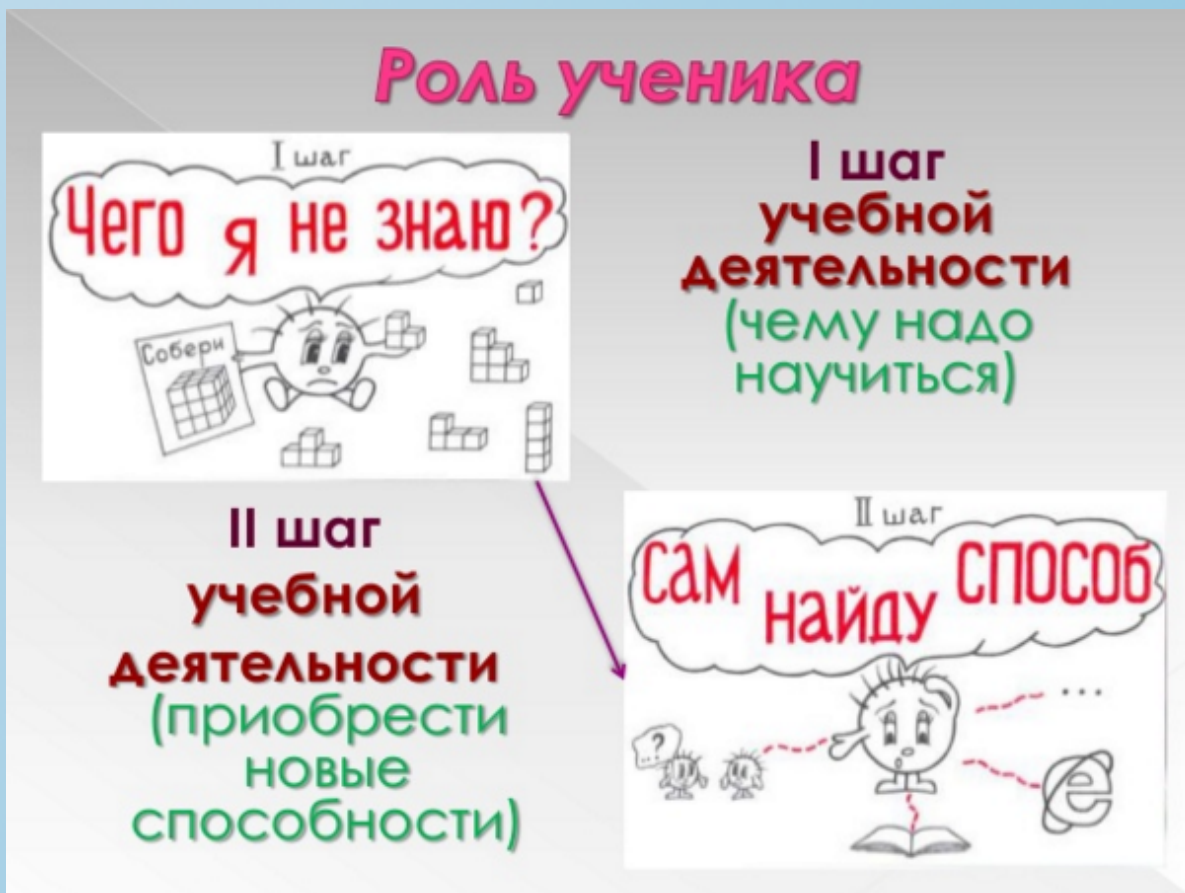 Роль ученика
I шаг
Чего я не знаю?
Собери
I шаг
учебной
деятельности
(чему надо
научиться)
II шаг
учебной
деятельности
(приобрести
новые
способности)
II шаг
сам найду способ
?
...
e